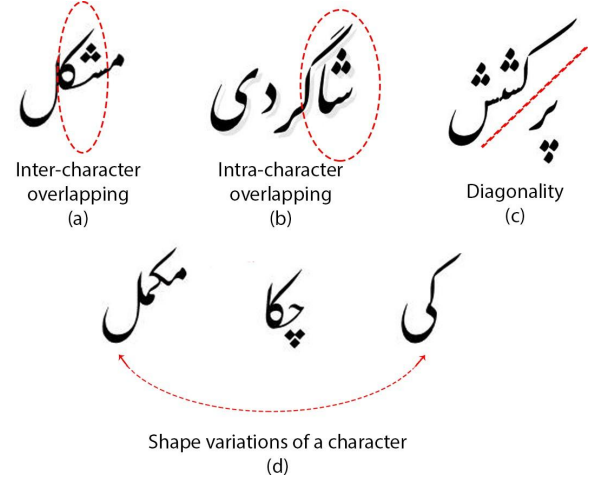 مشکل
Inter-character
overlapping
(a)
شاگردی
Intra-character
overlapping
(b)
پرکشش
Diagonality
(c)
مکمل
چکا
کی
Shape variations of a character
(d)